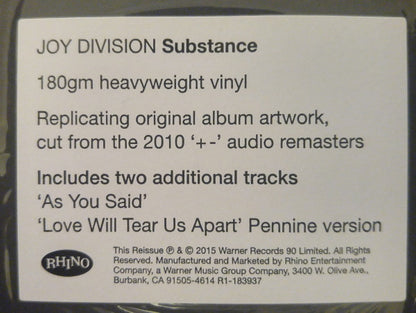 JOY DIVISION Substance
180gm heavyweight vinyl
Replicating original album artwork,
cut from the 2010 ‘+-’ audio remasters
Includes two additional tracks
‘As You Said’
‘Love Will Tear Us Apart’ Pennine version
RHINO
This Reissue ℗ & © 2015 Warner Records 90 Limited. All Rights
Reserved. Manufactured and Marketed by Rhino Entertainment
Company, a Warner Music Group Company, 3400 W. Olive Ave.,
Burbank, CA 91505-4614 R1-183937